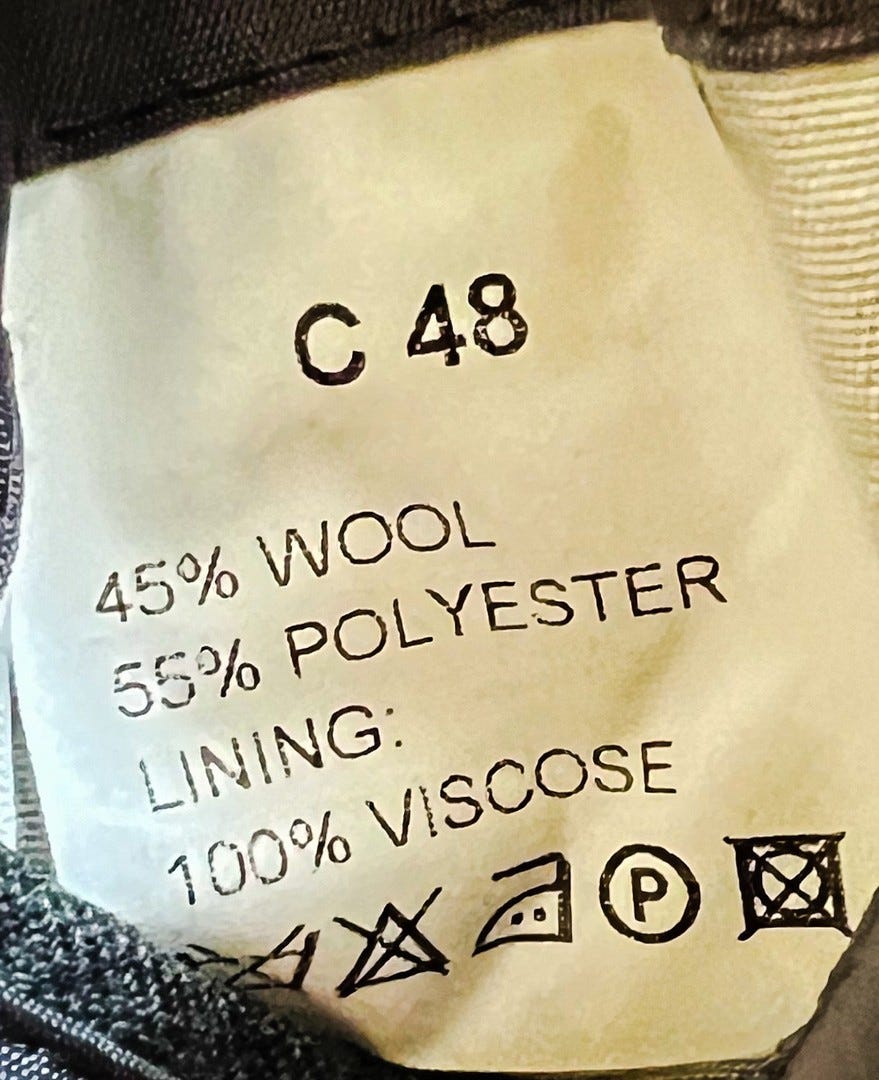 C 48
45% WOOL
55% POLYESTER
LINING:
100% VISCOSE
P